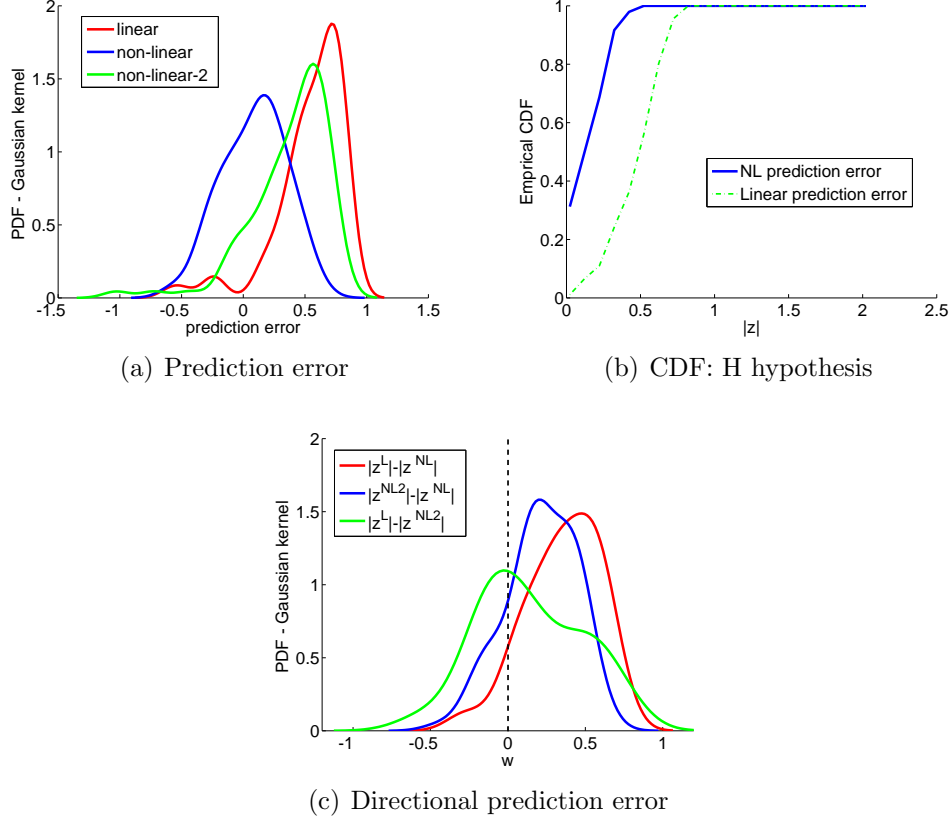 2
1.5
1
0.5
0
-1.5
-1
-0.5
0
0.5
1
1.5
PDF - Gaussian kernel
prediction error
linear
non-linear
non-linear-2
(a) Prediction error
1
0.8
0.6
0.4
0.2
0
0
0.5
1
1.5
2
2.5
Emprical CDF
|z|
NL prediction error
Linear prediction error
(b) CDF: H hypothesis
2
1.5
1
0.5
0
-1
-0.5
0
0.5
1
PDF - Gaussian kernel
w
|z^L|-|z^NL|
|z^NL2|-|z^NL|
|z^L|-|z^NL2|
(c) Directional prediction error